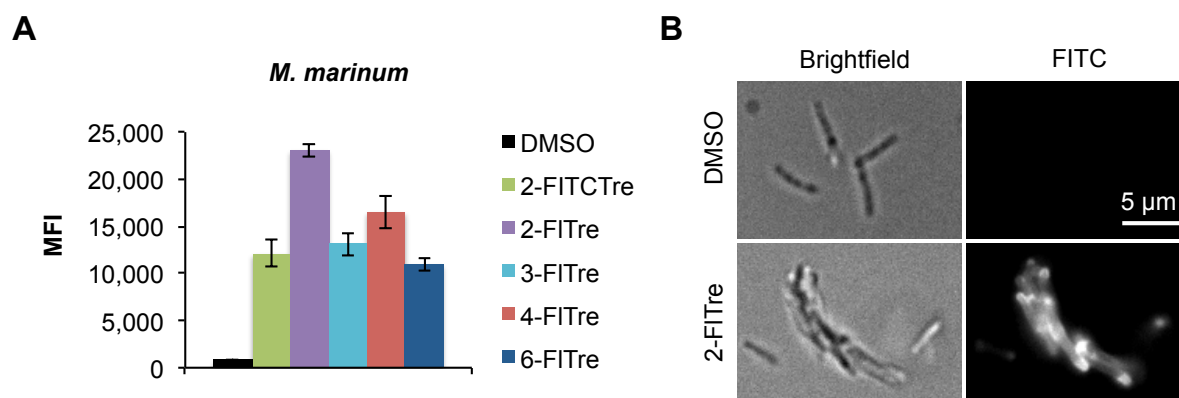 A
M. marinum
25,000
20,000
15,000
10,000
5,000
0
MFI
DMSO
2-FITCTre
2-FlTre
3-FlTre
4-FlTre
6-FlTre
B
Brightfield
FITC
DMSO
5 μm
2-FlTre